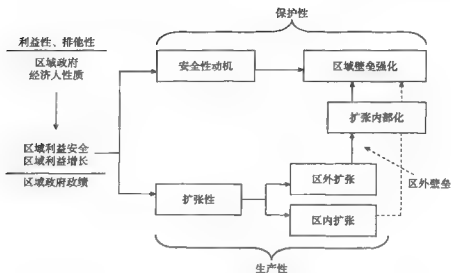 保护性
利益性、排他性
区域政府
经济人性质
安全性动机
区域壁垒强化
扩张内部化
区域利益安全
区域利益增长
区域政府政绩
扩张性
区外扩张
区外壁垒
区内扩张
生产性